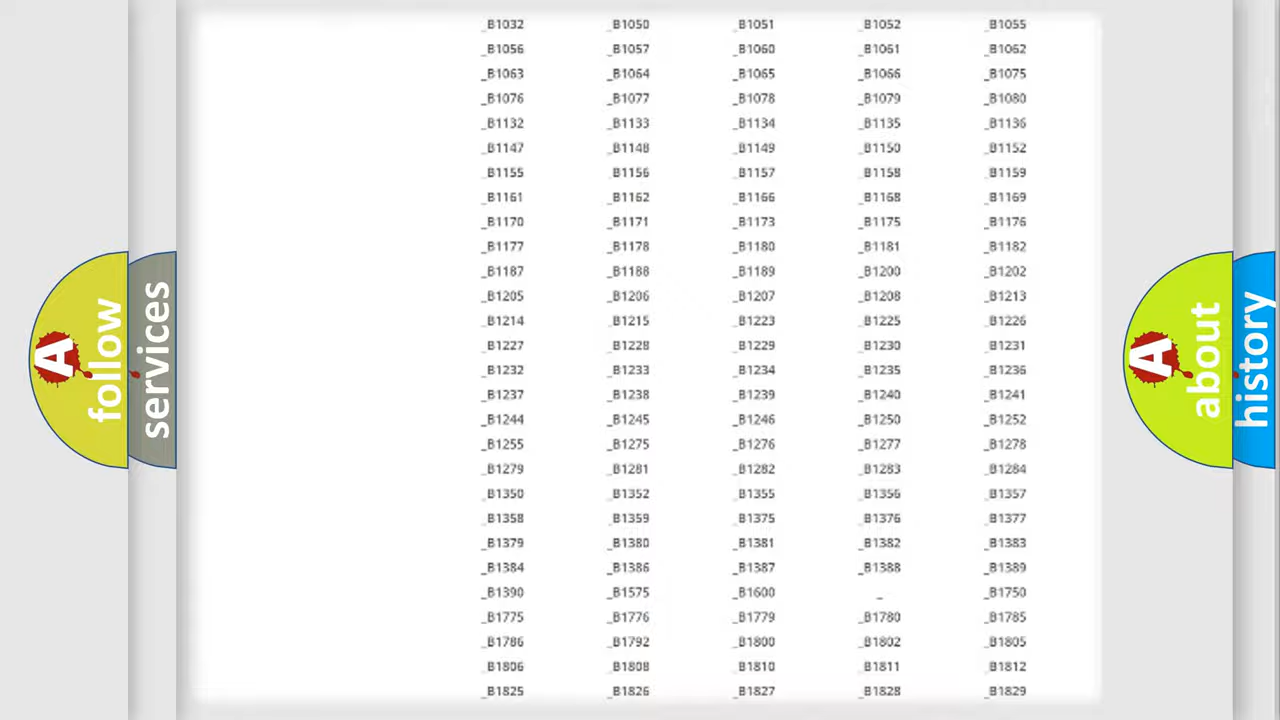 _B1032 _B1050 _B1051 _B1052 _B1055
_B1056 _B1057 _B1060 _B1061 _B1062
_B1063 _B1064 _B1065 _B1066 _B1075
_B1076 _B1077 _B1078 _B1079 _B1080
_B1132 _B1133 _B1134 _B1135 _B1136
_B1147 _B1148 _B1149 _B1150 _B1152
_B1155 _B1156 _B1157 _B1158 _B1159
_B1161 _B1162 _B1166 _B1168 _B1169
_B1170 _B1171 _B1173 _B1175 _B1176
_B1177 _B1178 _B1180 _B1181 _B1182
_B1187 _B1188 _B1189 _B1200 _B1202
_B1205 _B1206 _B1207 _B1208 _B1213
_B1214 _B1215 _B1223 _B1225 _B1226
_B1227 _B1228 _B1229 _B1230 _B1231
_B1232 _B1233 _B1234 _B1235 _B1236
_B1237 _B1238 _B1239 _B1240 _B1241
_B1244 _B1245 _B1246 _B1250 _B1252
_B1255 _B1275 _B1276 _B1277 _B1278
_B1279 _B1281 _B1282 _B1283 _B1284
_B1350 _B1352 _B1355 _B1356 _B1357
_B1358 _B1359 _B1375 _B1376 _B1377
_B1379 _B1380 _B1381 _B1382 _B1383
_B1384 _B1386 _B1387 _B1388 _B1389
_B1390 _B1575 _B1600 _ _B1750
_B1775 _B1776 _B1779 _B1780 _B1785
_B1786 _B1792 _B1800 _B1802 _B1805
_B1806 _B1808 _B1810 _B1811 _B1812
_B1825 _B1826 _B1827 _B1828 _B1829
A follow
services
A about
history